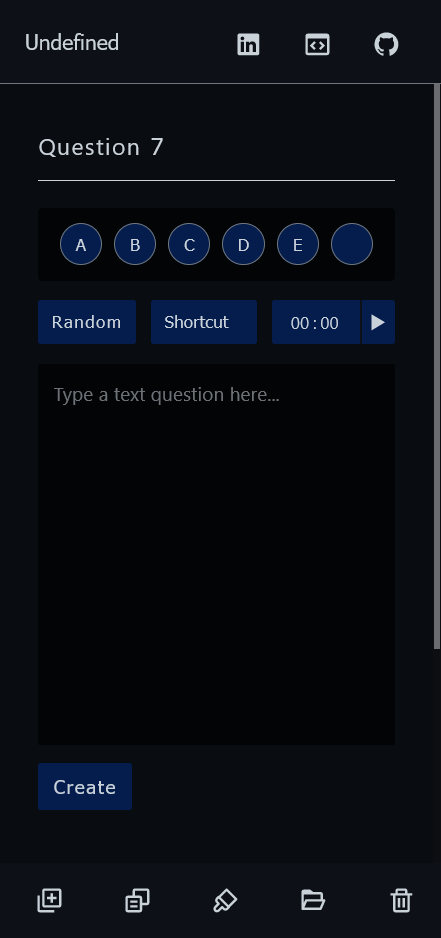 Undefined
Question 7
A B C D E
Random Shortcut 00:00
Type a text question here...
Create